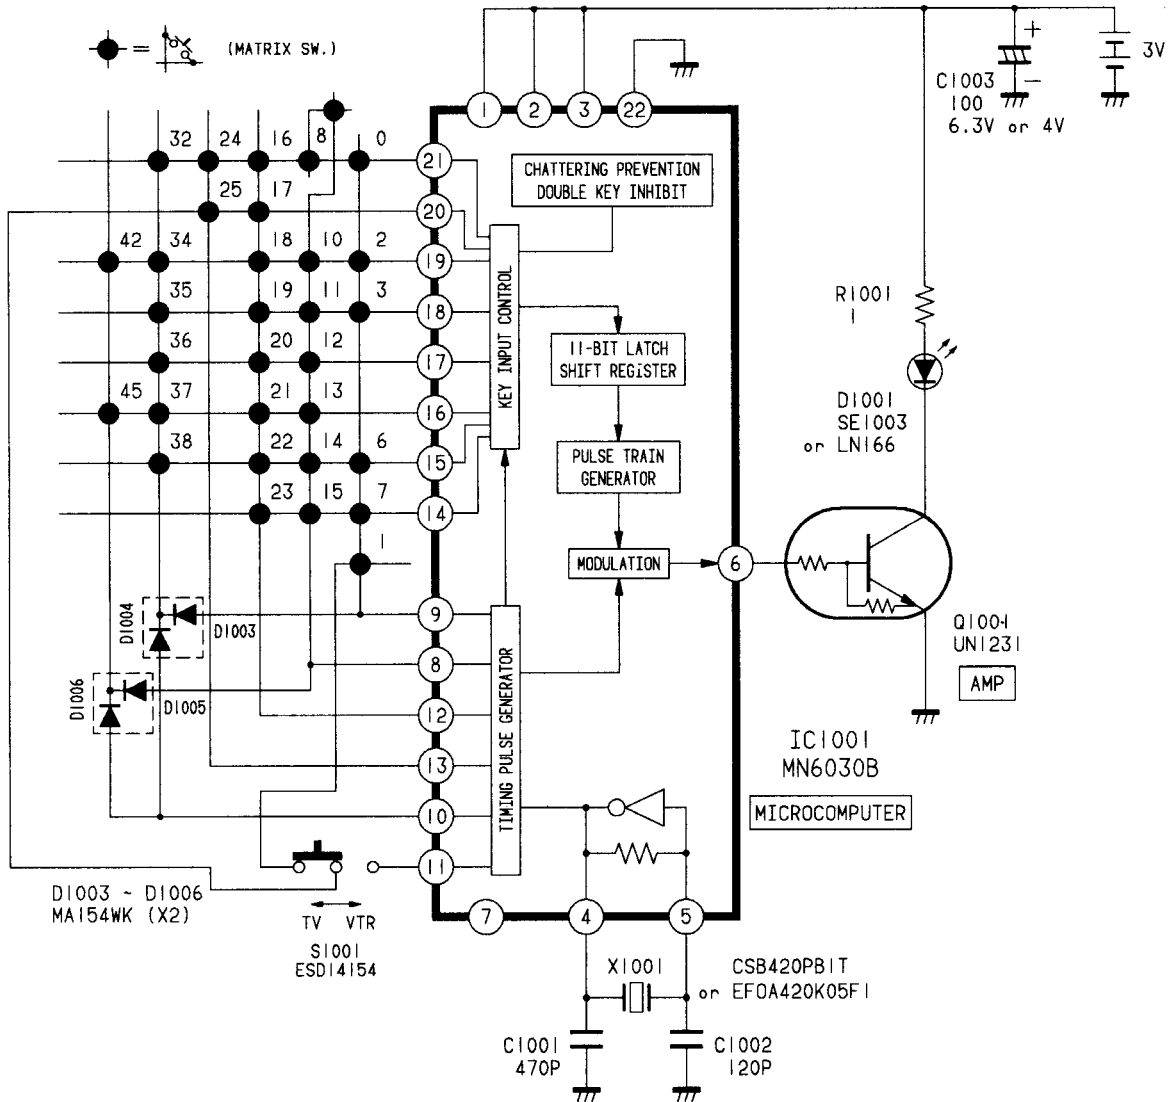 = (MATRIX SW.)
1 2 3 22
+
C1003
100
6.3V or 4V
-
3V
32 24 16 8 0
21
CHATTERING PREVENTION
DOUBLE KEY INHIBIT
25 17
20
42 34 18 10 2
19
35 19 11 3
18
R1001
1
36 20 12
17
KEY INPUT CONTROL
11-BIT LATCH
SHIFT REGISTER
45 37 21 13
16
D1001
SE1003
or LN166
38 22 14 6
15
PULSE TRAIN
GENERATOR
23 15 7
14
1
MODULATION
6
D1004
D1003
9
Q1001
UN1231
AMP
D1006
D1005
8
12
13
10
11
TIMING PULSE GENERATOR
IC1001
MN6030B
MICROCOMPUTER
D1003 ~ D1006
MA154WK (X2)
TV VTR
S1001
ESD14154
7 4 5
X1001
CSB420PB1T
or EFOA420K05F1
C1001
470P
C1002
120P